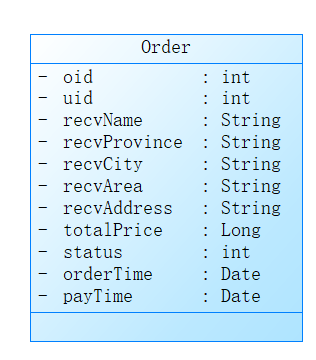 Order
- oid : int
- uid : int
- recvName : String
- recvProvince : String
- recvCity : String
- recvArea : String
- recvAddress : String
- totalPrice : Long
- status : int
- orderTime : Date
- payTime : Date